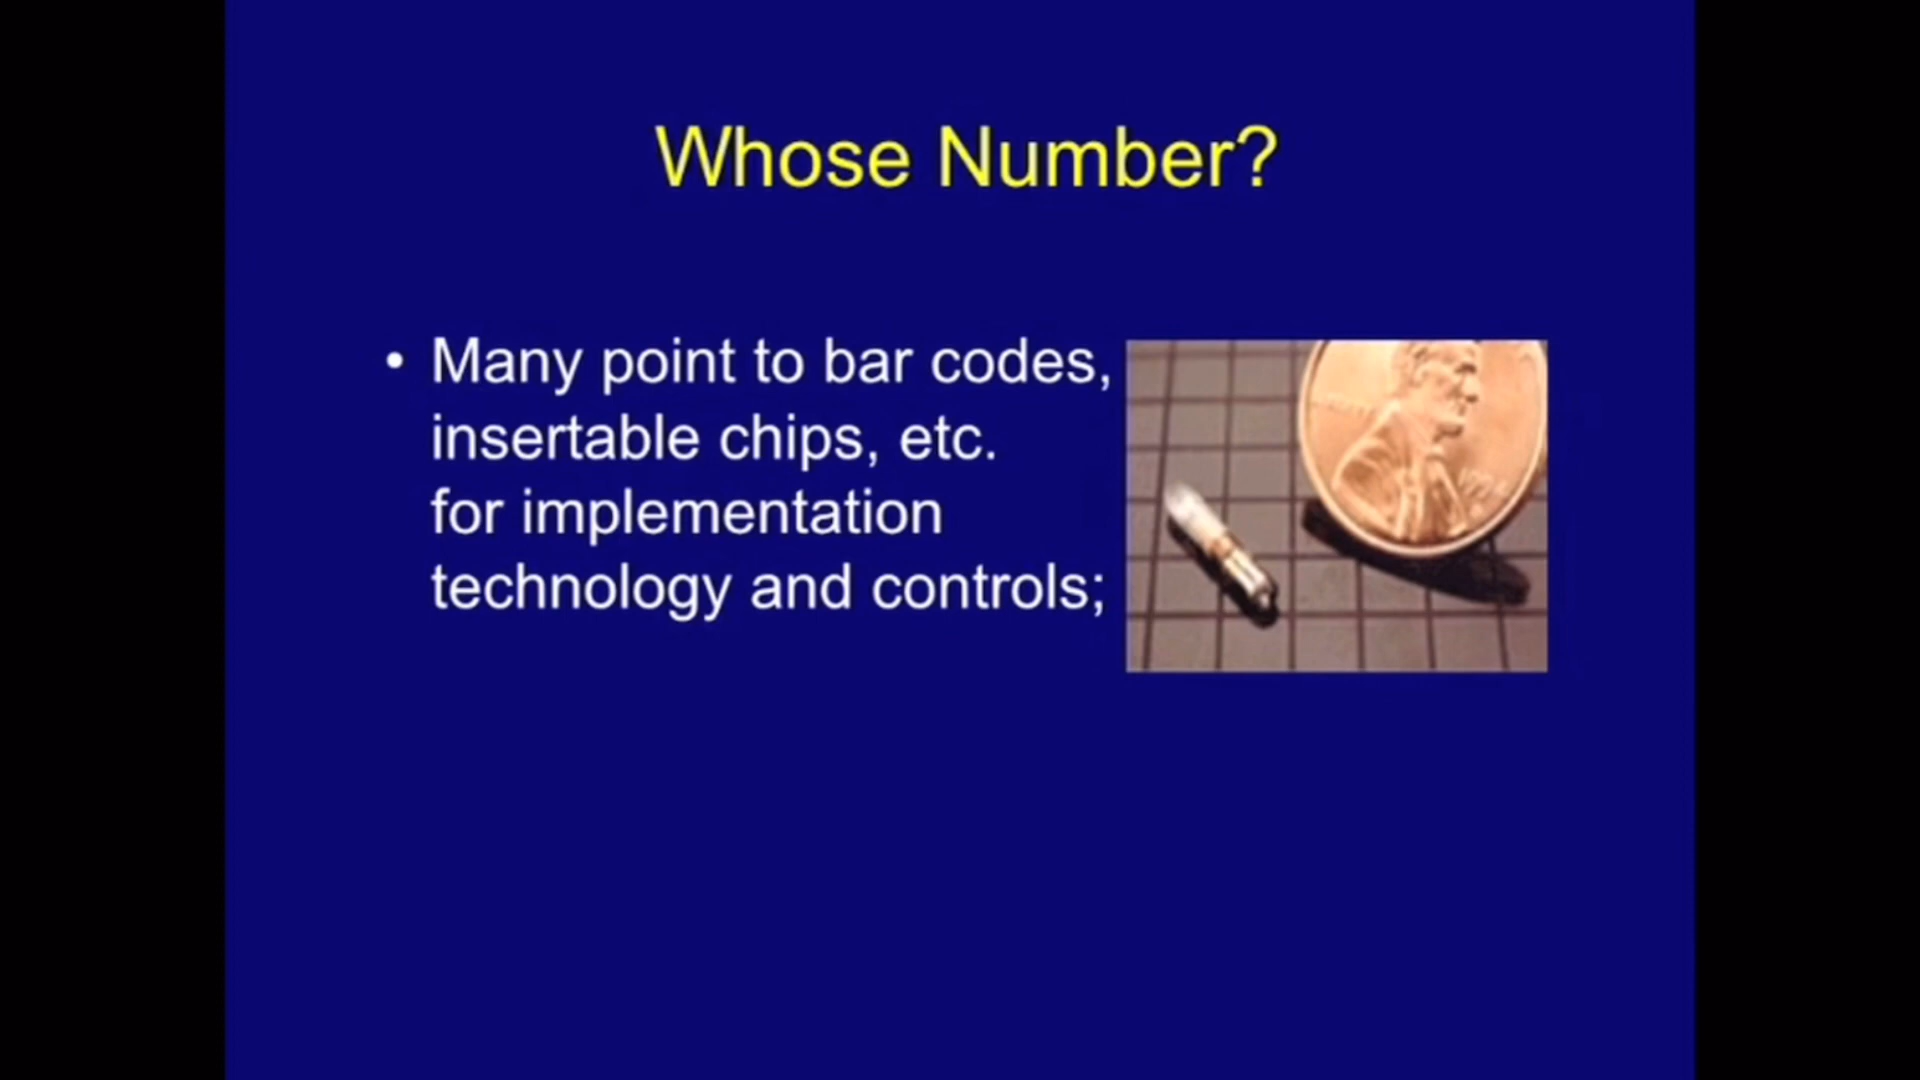 Whose Number?
• Many point to bar codes,
insertable chips, etc.
for implementation
technology and controls;